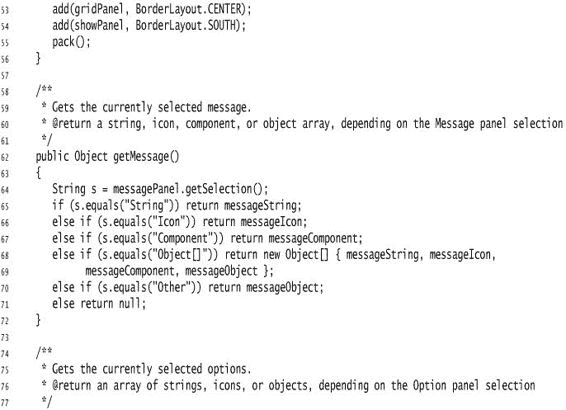 53 add(gridPanel, BorderLayout.CENTER);
54 add(showPanel, BorderLayout.SOUTH);
55 pack();
56 }
57
58 /**
59 * Gets the currently selected message.
60 * @return a string, icon, component, or object array, depending on the Message panel selection
61 */
62 public Object getMessage()
63 {
64 String s = messagePanel.getSelection();
65 if (s.equals("String")) return messageString;
66 else if (s.equals("Icon")) return messageIcon;
67 else if (s.equals("Component")) return messageComponent;
68 else if (s.equals("Object[]")) return new Object[] { messageString, messageIcon,
69 messageComponent, messageObject };
70 else if (s.equals("Other")) return messageObject;
71 else return null;
72 }
73
74 /**
75 * Gets the currently selected options.
76 * @return an array of strings, icons, or objects, depending on the Option panel selection
77 */